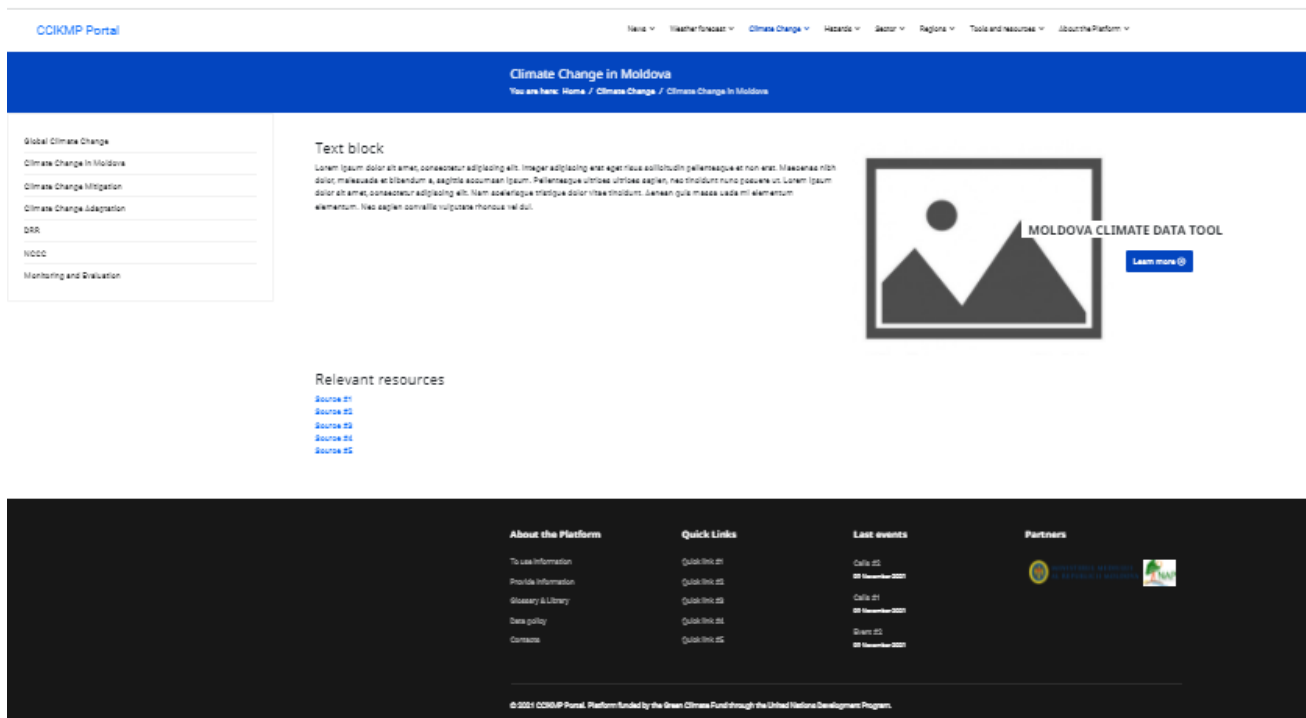 CCIKMP Portal
News Weather forecast Climate Change Hazards Sector Regions Tools and resources About the Platform
Climate Change in Moldova
You are here: Home / Climate Change / Climate Change in Moldova
Global Climate Change
Climate Change in Moldova
Climate Change Mitigation
Climate Change Adaptation
DRR
NCCC
Monitoring and Evaluation
Text block
Lorem ipsum dolor sit amet, consectetur adipiscing elit. Integer adipiscing erat eget risus sollicitudin pellentesque et non erat. Maecenas nibh
dolor, malesuada et bibendum a, sagittis accumsan ipsum. Pellentesque ultrices ultrices sapien, nec tincidunt nunc posuere ut. Lorem ipsum
dolor sit amet, consectetur adipiscing elit. Nam scelerisque tristique dolor vitae tincidunt. Aenean quis massa uada mi elementum
elementum. Nec sapien convallis vulputate rhoncus vel dui.
MOLDOVA CLIMATE DATA TOOL
Learn more
Relevant resources
Source #1
Source #2
Source #3
Source #4
Source #5
About the Platform
To use information
Provide information
Glossary & Library
Data policy
Contacts
Quick Links
Quick link #1
Quick link #2
Quick link #3
Quick link #4
Quick link #5
Last events
Calls #2
November 2021
Calls #1
November 2021
Event #2
November 2021
Partners
NAP
© 2021 CCIKMP Portal. Platform funded by the Green Climate Fund through the United Nations Development Program.